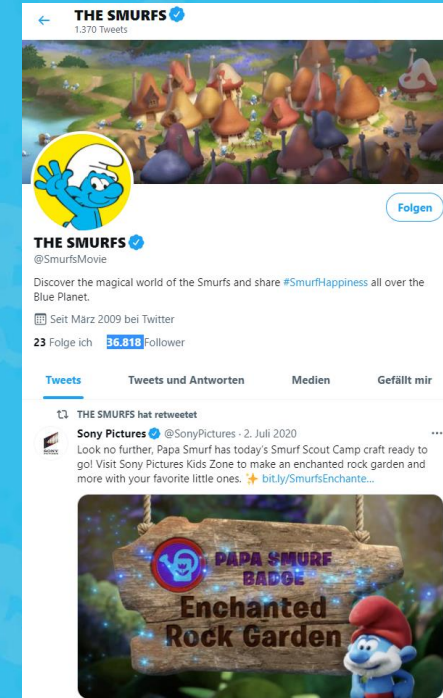 THE SMURFS
1.370 Tweets
Folgen
THE SMURFS
@SmurfsMovie
Discover the magical world of the Smurfs and share #SmurfHappiness all over the
Blue Planet.
Seit März 2009 bei Twitter
23 Folge ich 36.818 Follower
Tweets Tweets und Antworten Medien Gefällt mir
THE SMURFS hat retweetet
Sony Pictures @SonyPictures · 2. Juli 2020
Look no further, Papa Smurf has today's Smurf Scout Camp craft ready to
go! Visit Sony Pictures Kids Zone to make an enchanted rock garden and
more with your favorite little ones. ✨ bit.ly/SmurfsEnchante...
PAPA SMURF
BADGE
Enchanted
Rock Garden